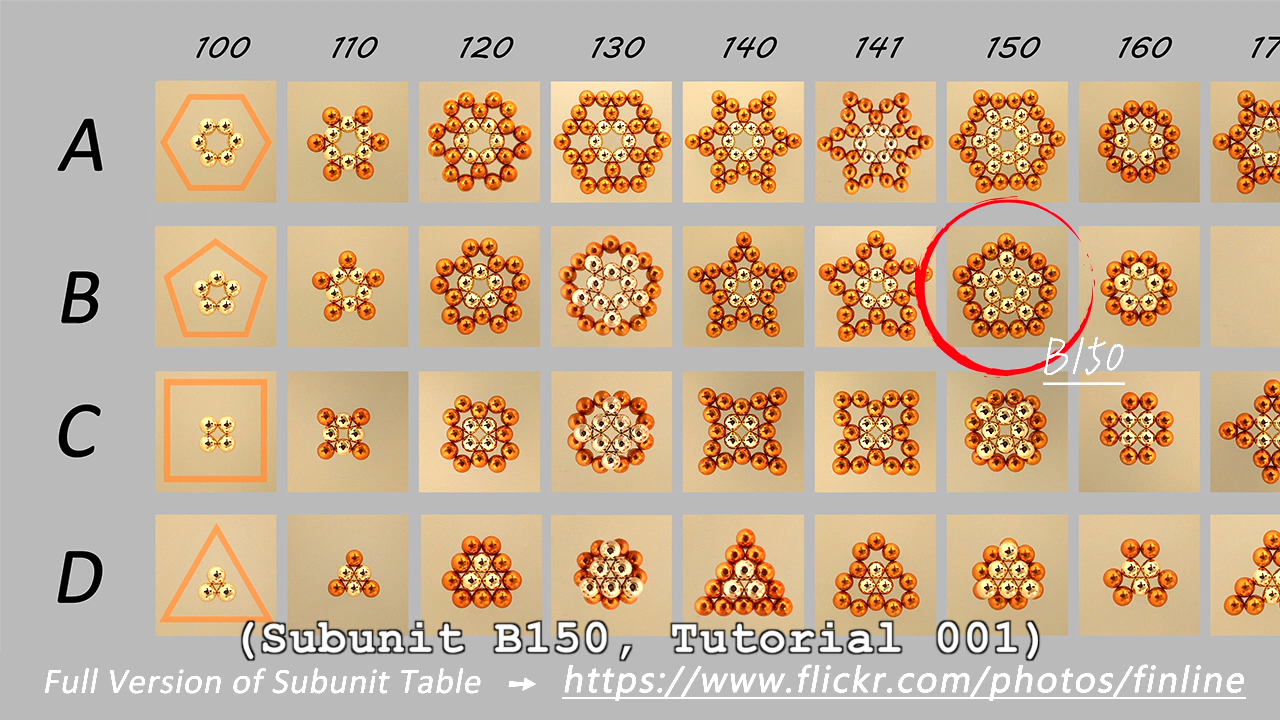 100 110 120 130 140 141 150 160 17
A
B
B150
C
D
(Subunit B150, Tutorial 001)
Full Version of Subunit Table → https://www.flickr.com/photos/finline